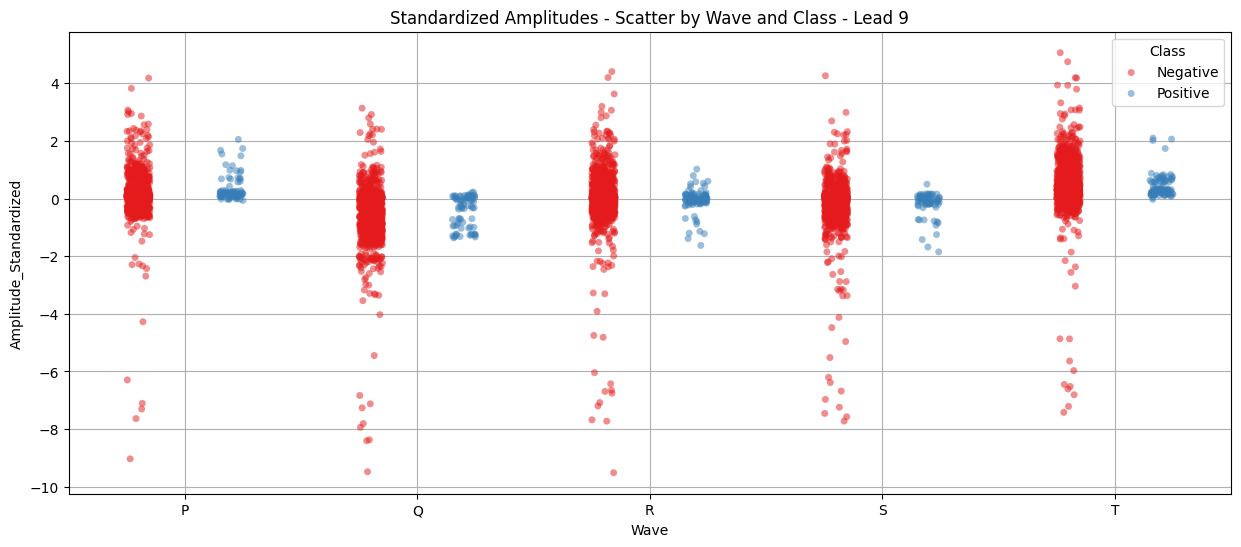 Standardized Amplitudes - Scatter by Wave and Class - Lead 9
Class
Negative
Positive
4
2
0
−2
−4
−6
−8
−10
Amplitude_Standardized
P
Q
R
S
T
Wave